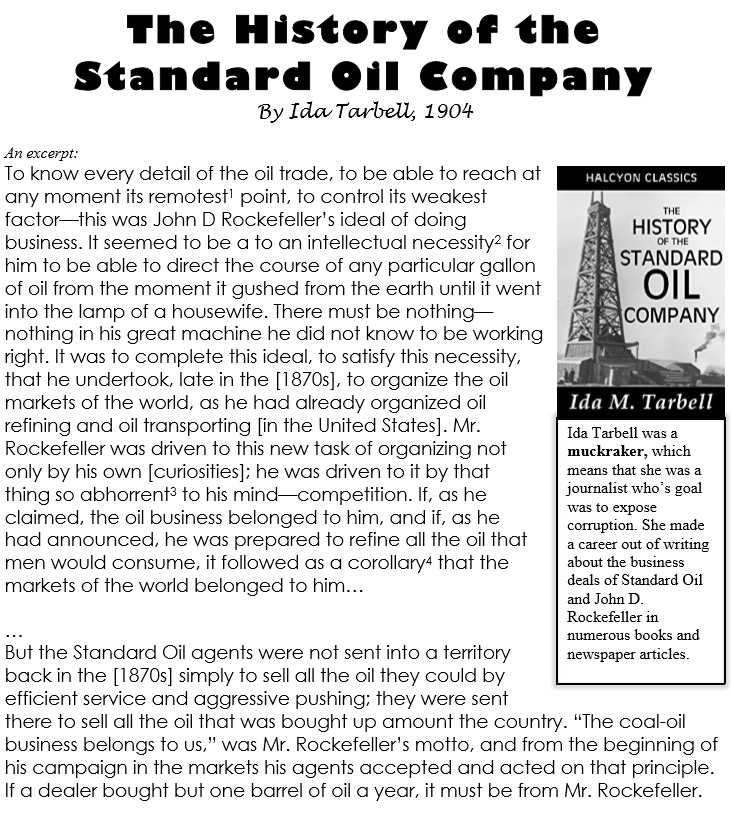 The History of the
Standard Oil Company
By Ida Tarbell, 1904
An excerpt:
To know every detail of the oil trade, to be able to reach at
any moment its remotest¹ point, to control its weakest
factor—this was John D Rockefeller’s ideal of doing
business. It seemed to be a to an intellectual necessity² for
him to be able to direct the course of any particular gallon
of oil from the moment it gushed from the earth until it went
into the lamp of a housewife. There must be nothing—
nothing in his great machine he did not know to be working
right. It was to complete this ideal, to satisfy this necessity,
that he undertook, late in the [1870s], to organize the oil
markets of the world, as he had already organized oil
refining and oil transporting [in the United States]. Mr.
Rockefeller was driven to this new task of organizing not
only by his own [curiosities]; he was driven to it by that
thing so abhorrent³ to his mind—competition. If, as he
claimed, the oil business belonged to him, and if, as he
had announced, he was prepared to refine all the oil that
men would consume, it followed as a corollary⁴ that the
markets of the world belonged to him…
…
But the Standard Oil agents were not sent into a territory
back in the [1870s] simply to sell all the oil they could by
efficient service and aggressive pushing; they were sent
there to sell all the oil that was bought up amount the country. “The coal-oil
business belongs to us,” was Mr. Rockefeller’s motto, and from the beginning of
his campaign in the markets his agents accepted and acted on that principle.
If a dealer bought but one barrel of oil a year, it must be from Mr. Rockefeller.
HALCYON CLASSICS
THE
HISTORY
OF THE
STANDARD
OIL
COMPANY
Ida M. Tarbell
Ida Tarbell was a
muckraker, which
means that she was a
journalist who’s goal
was to expose
corruption. She made
a career out of writing
about the business
deals of Standard Oil
and John D.
Rockefeller in
numerous books and
newspaper articles.